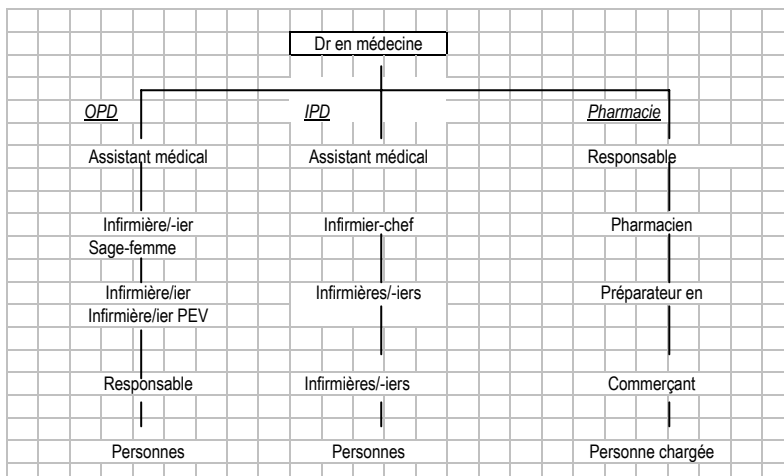 Dr en médecine
OPD IPD Pharmacie
Assistant médical Assistant médical Responsable
Infirmière/-ier Infirmier-chef Pharmacien
Sage-femme
Infirmière/ier Infirmières/-iers Préparateur en
Infirmière/ier PEV
Responsable Infirmières/-iers Commerçant
Personnes Personnes Personne chargée